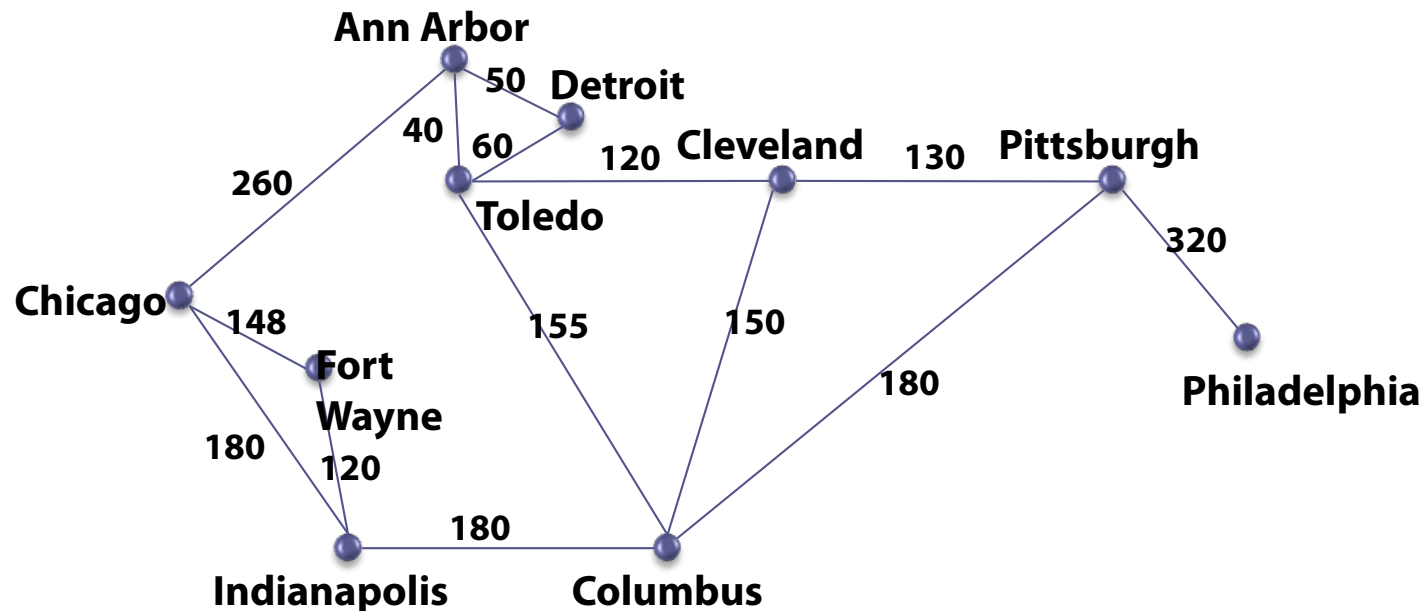 Ann Arbor
50
Detroit
40
60
120
Cleveland
130
Pittsburgh
260
Toledo
320
Chicago
148
155
150
Fort
Wayne
180
Philadelphia
180
120
180
Indianapolis
Columbus